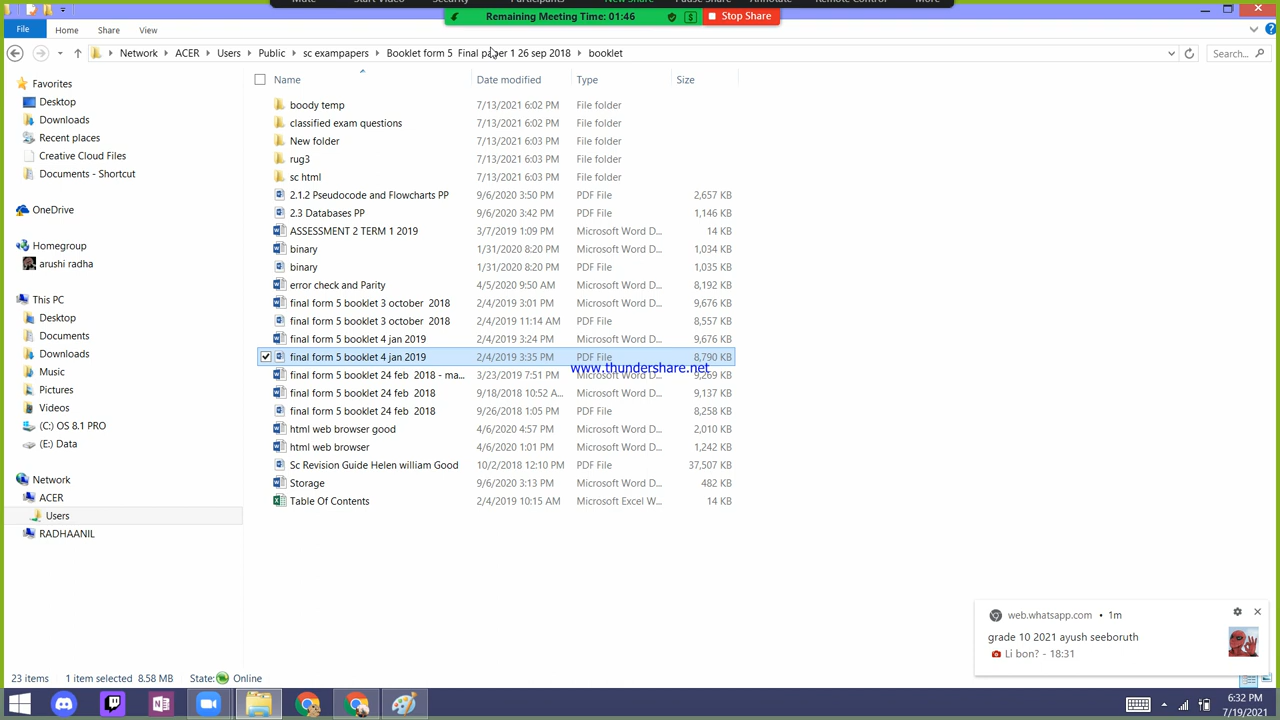 Mute Start Video Security Participants New Share Pause Share Annotate Remote Control More
Remaining Meeting Time: 01:46 Stop Share
File Home Share View
Network ACER Users Public sc exampapers Booklet form 5 Final paper 1 26 sep 2018 booklet Search...
Name Date modified Type Size
Favorites
Desktop
Downloads
Recent places
Creative Cloud Files
Documents - Shortcut
OneDrive
Homegroup
arushi radha
This PC
Desktop
Documents
Downloads
Music
Pictures
Videos
(C:) OS 8.1 PRO
(E:) Data
Network
ACER
Users
RADHAANIL
boody temp 7/13/2021 6:02 PM File folder
classified exam questions 7/13/2021 6:02 PM File folder
New folder 7/13/2021 6:03 PM File folder
rug3 7/13/2021 6:03 PM File folder
sc html 7/13/2021 6:03 PM File folder
2.1.2 Pseudocode and Flowcharts PP 9/6/2020 3:50 PM PDF File 2,657 KB
2.3 Databases PP 9/6/2020 3:42 PM PDF File 1,146 KB
ASSESSMENT 2 TERM 1 2019 3/7/2019 1:09 PM Microsoft Word D... 14 KB
binary 1/31/2020 8:20 PM Microsoft Word D... 1,034 KB
binary 1/31/2020 8:20 PM PDF File 1,035 KB
error check and Parity 4/5/2020 9:50 AM Microsoft Word D... 8,192 KB
final form 5 booklet 3 october 2018 2/4/2019 3:01 PM Microsoft Word D... 9,676 KB
final form 5 booklet 3 october 2018 2/4/2019 11:14 AM PDF File 8,557 KB
final form 5 booklet 4 jan 2019 2/4/2019 3:24 PM Microsoft Word D... 9,676 KB
final form 5 booklet 4 jan 2019 2/4/2019 3:35 PM PDF File 8,790 KB
www.thundershare.net
final form 5 booklet 24 feb 2018 - ma... 3/23/2019 7:51 PM Microsoft Word D... 9,269 KB
final form 5 booklet 24 feb 2018 9/18/2018 10:52 A... Microsoft Word D... 9,137 KB
final form 5 booklet 24 feb 2018 9/26/2018 1:05 PM PDF File 8,258 KB
html web browser good 4/6/2020 4:57 PM Microsoft Word D... 2,010 KB
html web browser 4/6/2020 1:01 PM Microsoft Word D... 1,242 KB
Sc Revision Guide Helen william Good 10/2/2018 12:10 PM PDF File 37,507 KB
Storage 9/6/2020 3:13 PM Microsoft Word D... 482 KB
Table Of Contents 2/4/2019 10:15 AM Microsoft Excel W... 14 KB
web.whatsapp.com • 1m
grade 10 2021 ayush seeboruth
Li bon? - 18:31
23 items 1 item selected 8.58 MB State: Online
6:32 PM
7/19/2021